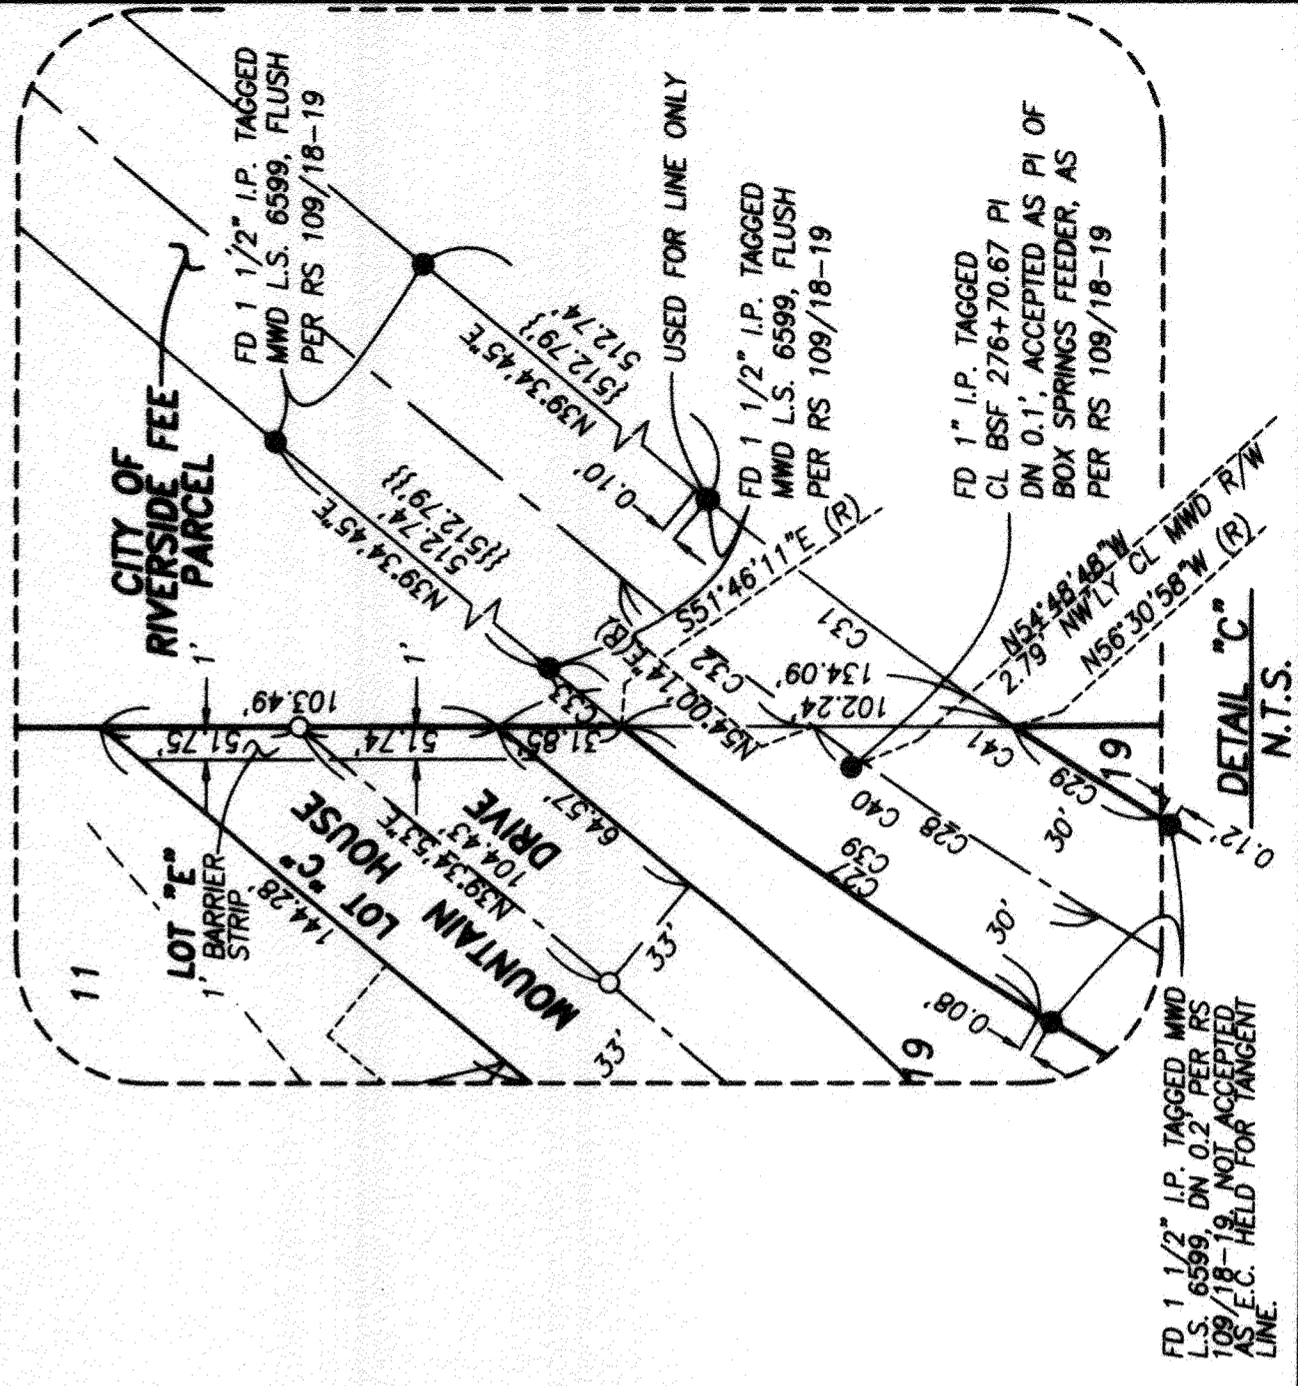 FD 1 1/2" I.P. TAGGED
MWD L.S. 6599, FLUSH
PER RS 109/18-19
CITY OF
RIVERSIDE FEE
PARCEL
USED FOR LINE ONLY
N39°34'45"E
{512.79'}
512.74'
0.10'
N39°34'45"E
512.74'
{{512.79'}}
FD 1 1/2" I.P. TAGGED
MWD L.S. 6599, FLUSH
PER RS 109/18-19
FD 1" I.P. TAGGED
CL BSF 276+70.67 PI
DN 0.1', ACCEPTED AS PI OF
BOX SPRINGS FEEDER, AS
PER RS 109/18-19
S51°46'11"E (R)
N54°00'14"E(R)
N54°48'48"W
2.79' NW'LY CL MWD R/W
N56°30'58"W (R)
C31
C32
C33
134.09'
102.24'
1'
1'
103.49'
51.75'
51.74'
31.85'
64.57'
C41
C29
19
30'
0.12'
C40
C28
C27
C39
30'
0.08'
11
LOT "E"
1' BARRIER
STRIP
144.28'
LOT "C"
MOUNTAIN HOUSE
DRIVE
N39°34'53"E
104.43'
33'
33'
19
DETAIL "C"
N.T.S.
FD 1 1/2" I.P. TAGGED MWD
L.S. 6599, DN 0.2' PER RS
109/18-19, NOT ACCEPTED
AS E.C. HELD FOR TANGENT
LINE.